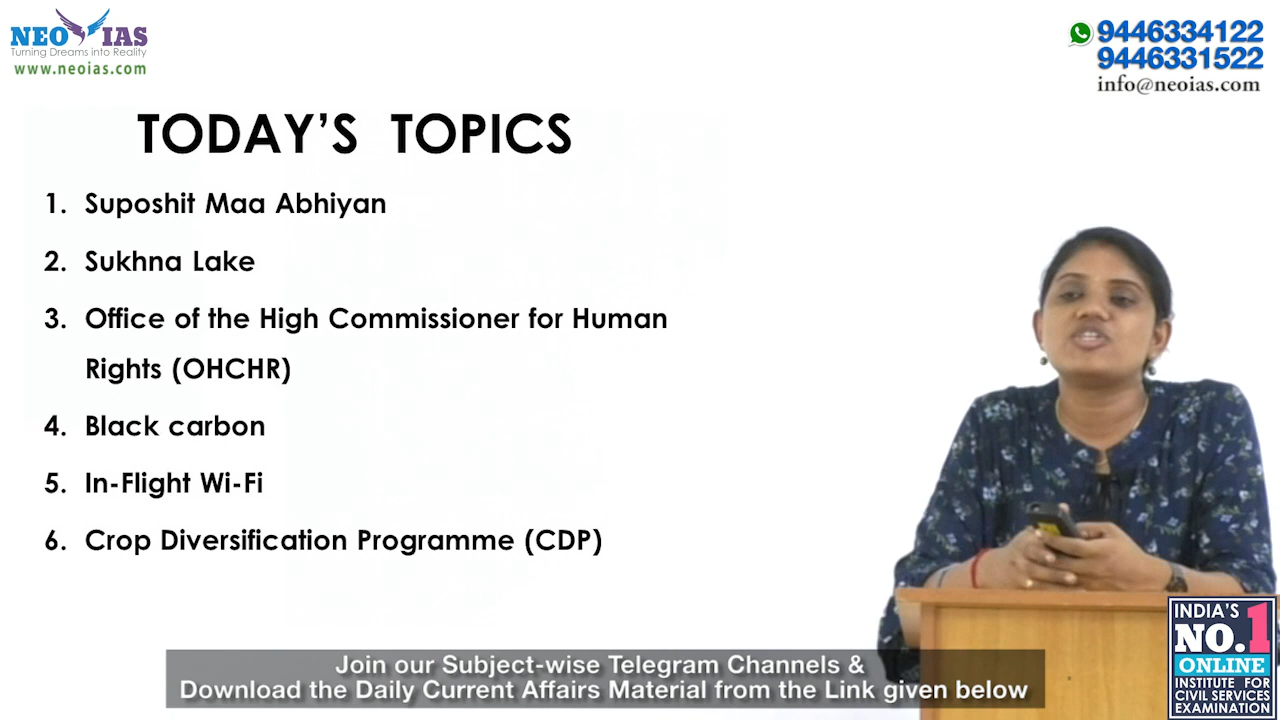 NEO IAS
Turning Dreams into Reality
www.neoias.com
9446334122
9446331522
info@neoias.com
TODAY’S TOPICS
1. Suposhit Maa Abhiyan
2. Sukhna Lake
3. Office of the High Commissioner for Human
Rights (OHCHR)
4. Black carbon
5. In-Flight Wi-Fi
6. Crop Diversification Programme (CDP)
INDIA’S
NO.1
ONLINE
INSTITUTE FOR
CIVIL SERVICES
EXAMINATION
Join our Subject-wise Telegram Channels &
Download the Daily Current Affairs Material from the Link given below